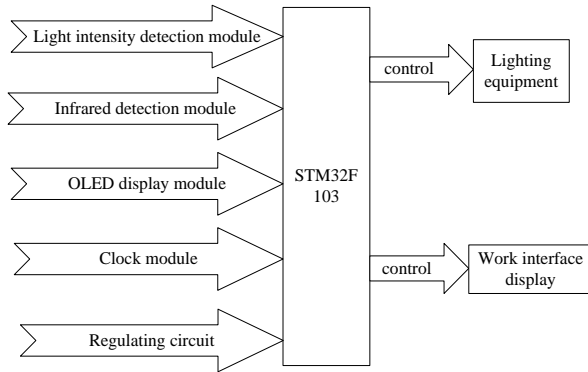 Light intensity detection module
Infrared detection module
OLED display module
Clock module
Regulating circuit
STM32F
103
control
Lighting
equipment
control
Work interface
display